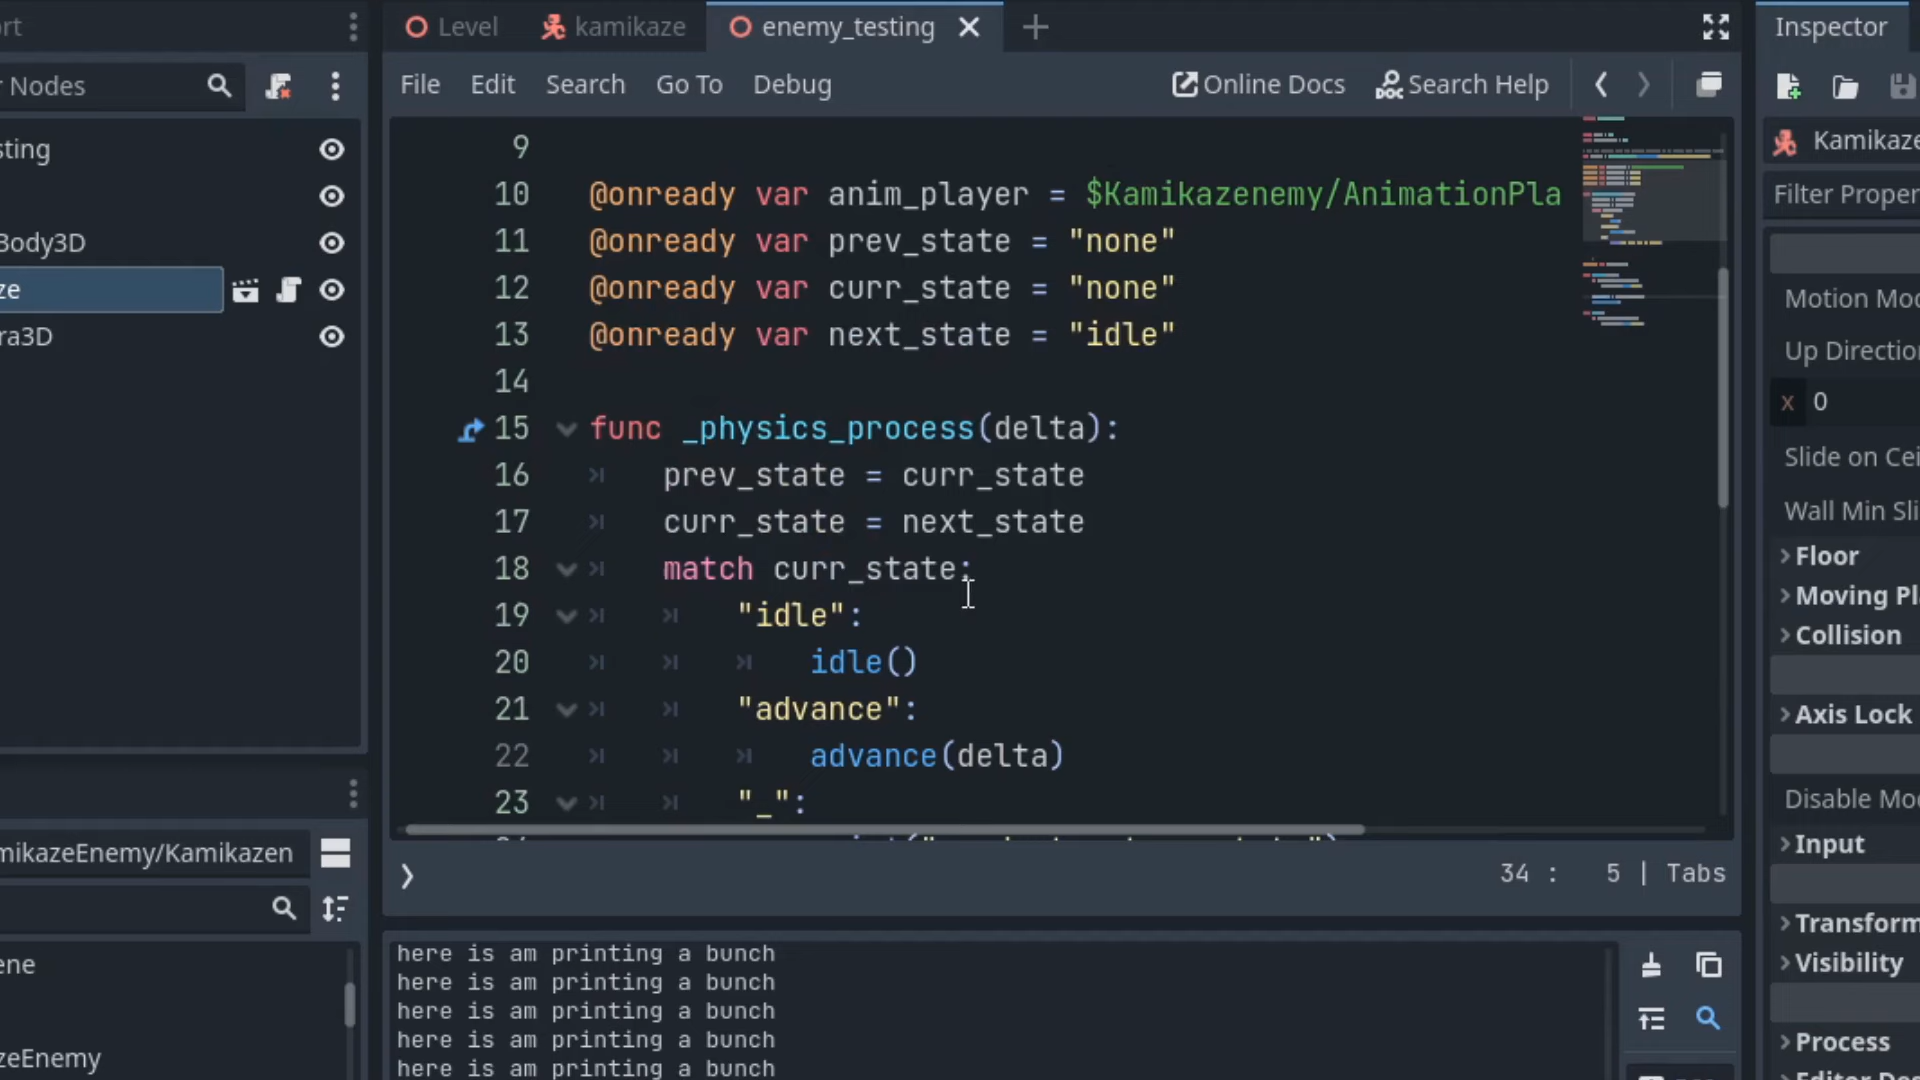 rt
Level
kamikaze
enemy_testing
Inspector
r Nodes
File Edit Search Go To Debug
Online Docs
Search Help
sting
Body3D
ze
ra3D
9
10 @onready var anim_player = $Kamikazenemy/AnimationPla
11 @onready var prev_state = "none"
12 @onready var curr_state = "none"
13 @onready var next_state = "idle"
14
15 func _physics_process(delta):
16 prev_state = curr_state
17 curr_state = next_state
18 match curr_state:
19 "idle":
20 idle()
21 "advance":
22 advance(delta)
23 "_":
34 : 5 | Tabs
mikazeEnemy/Kamikazen
ene
zeEnemy
here is am printing a bunch
here is am printing a bunch
here is am printing a bunch
here is am printing a bunch
here is am printing a bunch
Kamikaze
Filter Proper
Motion Mod
Up Direction
x 0
Slide on Cei
Wall Min Sli
Floor
Moving Pl
Collision
Axis Lock
Disable Mod
Input
Transform
Visibility
Process